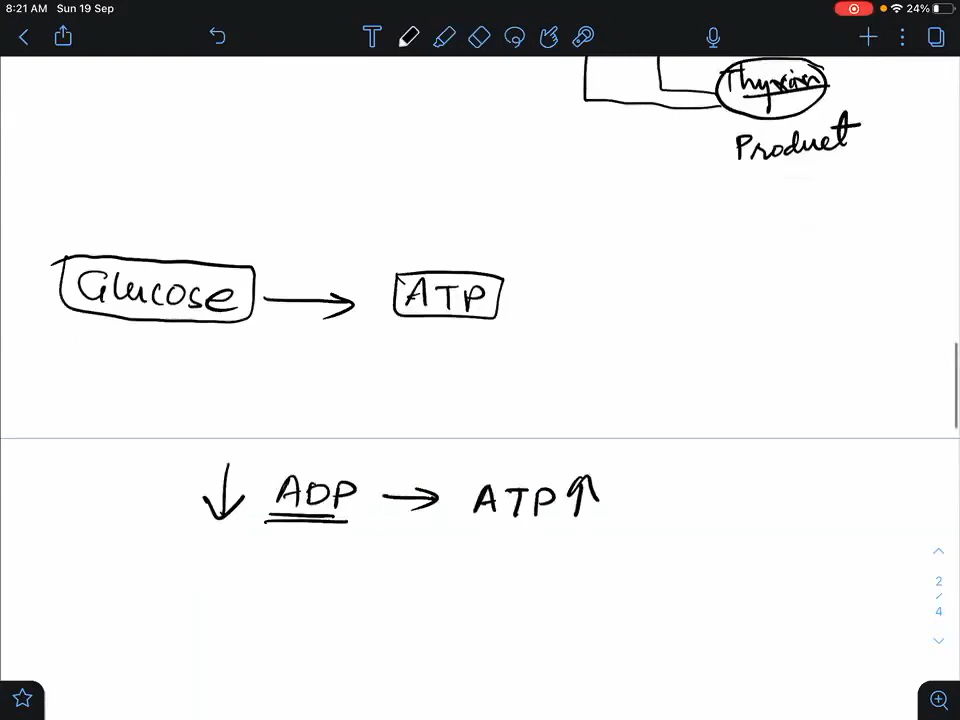 8:21 AM Sun 19 Sep
24%
T
Thyroxin
Product
Glucose → ATP
↓ ADP → ATP ↑
2
/
4